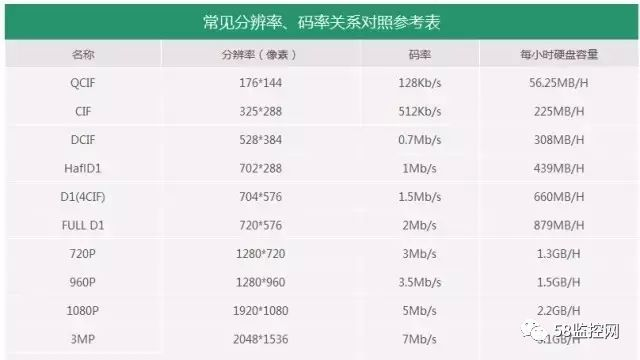 常见分辨率、码率关系对照参考表
名称 分辨率（像素） 码率 每小时硬盘容量
QCIF 176*144 128Kb/s 56.25MB/H
CIF 325*288 512Kb/s 225MB/H
DCIF 528*384 0.7Mb/s 308MB/H
HaflD1 702*288 1Mb/s 439MB/H
D1(4CIF) 704*576 1.5Mb/s 660MB/H
FULL D1 720*576 2Mb/s 879MB/H
720P 1280*720 3Mb/s 1.3GB/H
960P 1280*960 3.5Mb/s 1.5GB/H
1080P 1920*1080 5Mb/s 2.2GB/H
3MP 2048*1536 7Mb/s 1GB/H
58监控网